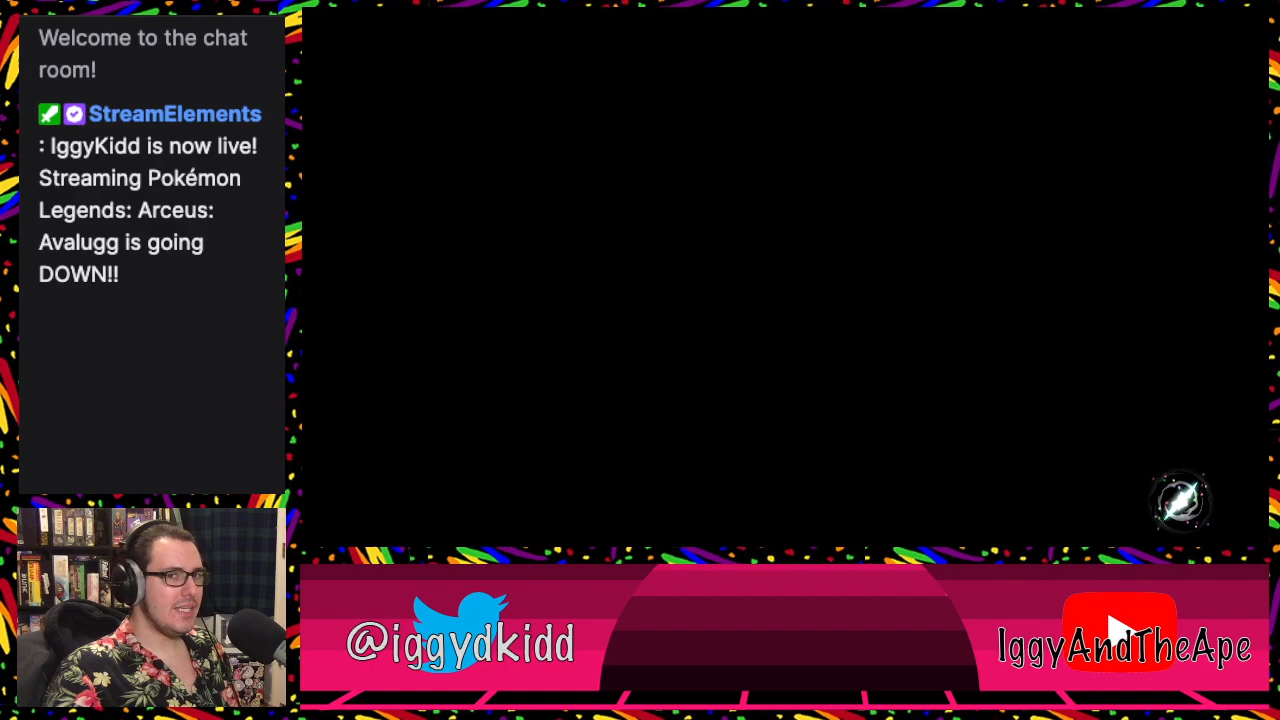 Welcome to the chat
room!
StreamElements
: IggyKidd is now live!
Streaming Pokémon
Legends: Arceus:
Avalugg is going
DOWN!!
@iggydkidd
IggyAndTheApe